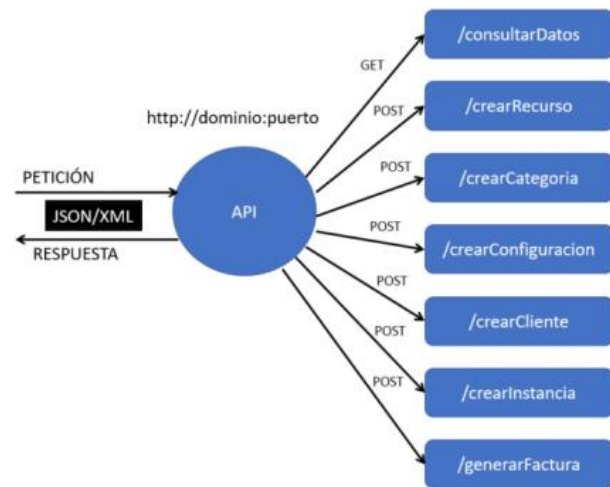 /consultarDatos
GET
http://dominio:puerto
POST
/crearRecurso
PETICIÓN
POST
/crearCategoria
JSON/XML
API
POST
/crearConfiguracion
RESPUESTA
POST
/crearCliente
POST
/crearInstancia
POST
/generarFactura